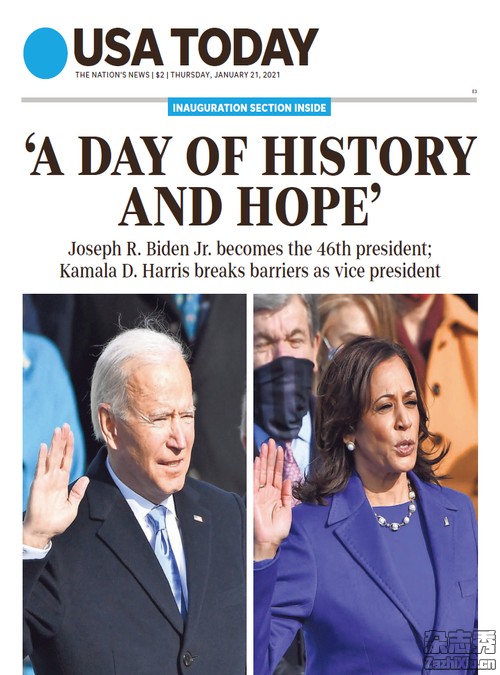 USA TODAY
THE NATION'S NEWS | $2 | THURSDAY, JANUARY 21, 2021
E3
INAUGURATION SECTION INSIDE
‘A DAY OF HISTORY
AND HOPE’
Joseph R. Biden Jr. becomes the 46th president;
Kamala D. Harris breaks barriers as vice president
杂志秀
ZazhiXiu.cn